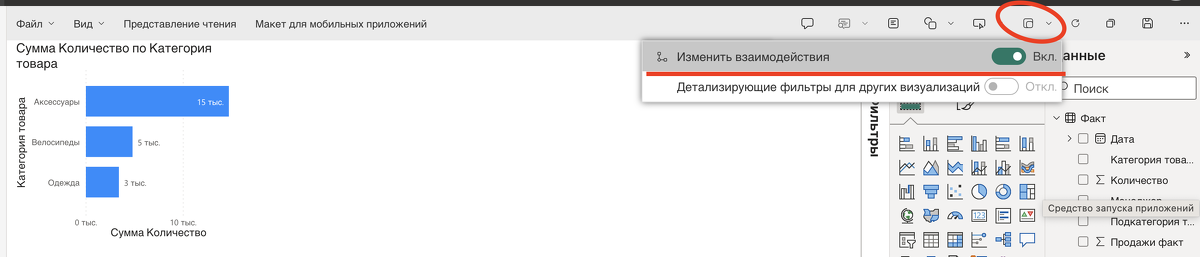 Файл
Вид
Представление чтения
Макет для мобильных приложений
Сумма Количество по Категория
товара
Категория товара
Аксессуары
15 тыс.
Велосипеды
5 тыс.
Одежда
3 тыс.
0 тыс.
10 тыс.
Сумма Количество
Изменить взаимодействия
Вкл.
Детализирующие фильтры для других визуализаций
Откл.
анные
Поиск
ильтры
Факт
Дата
Категория това...
Σ Количество
Средство запуска приложений
Подкатегория т...
Σ Продажи факт
123